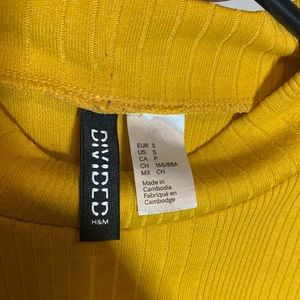 DIVIDED
H&M
EUR S
US S
CA P
CN 165/88A
MX CH
Made in
Cambodia
Fabriqué en
Cambodge